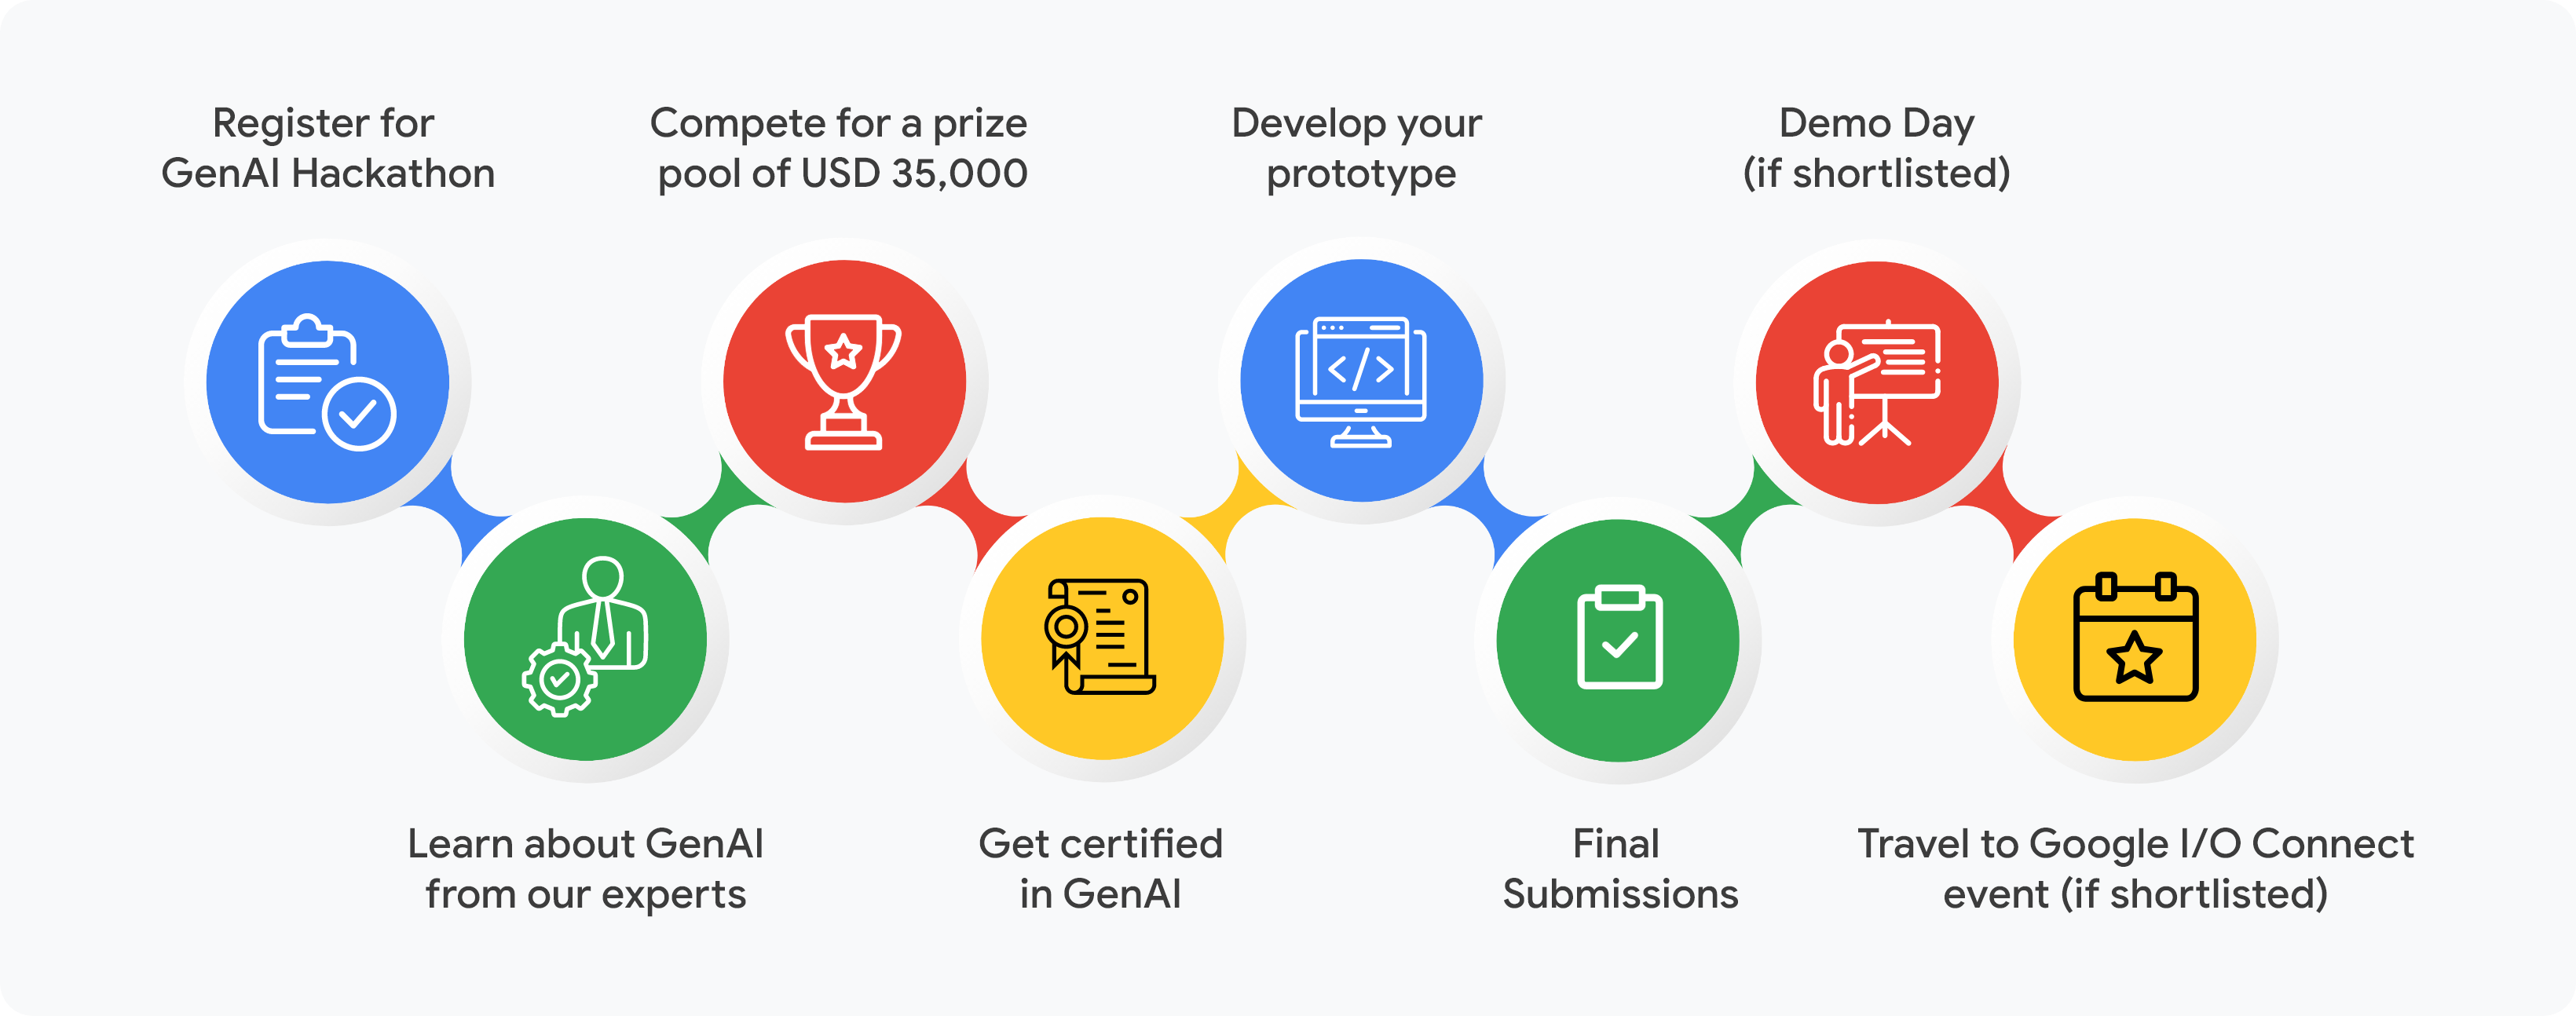 Register for
GenAI Hackathon
Learn about GenAI
from our experts
Compete for a prize
pool of USD 35,000
Get certified
in GenAI
Develop your
prototype
Final
Submissions
Demo Day
(if shortlisted)
Travel to Google I/O Connect
event (if shortlisted)